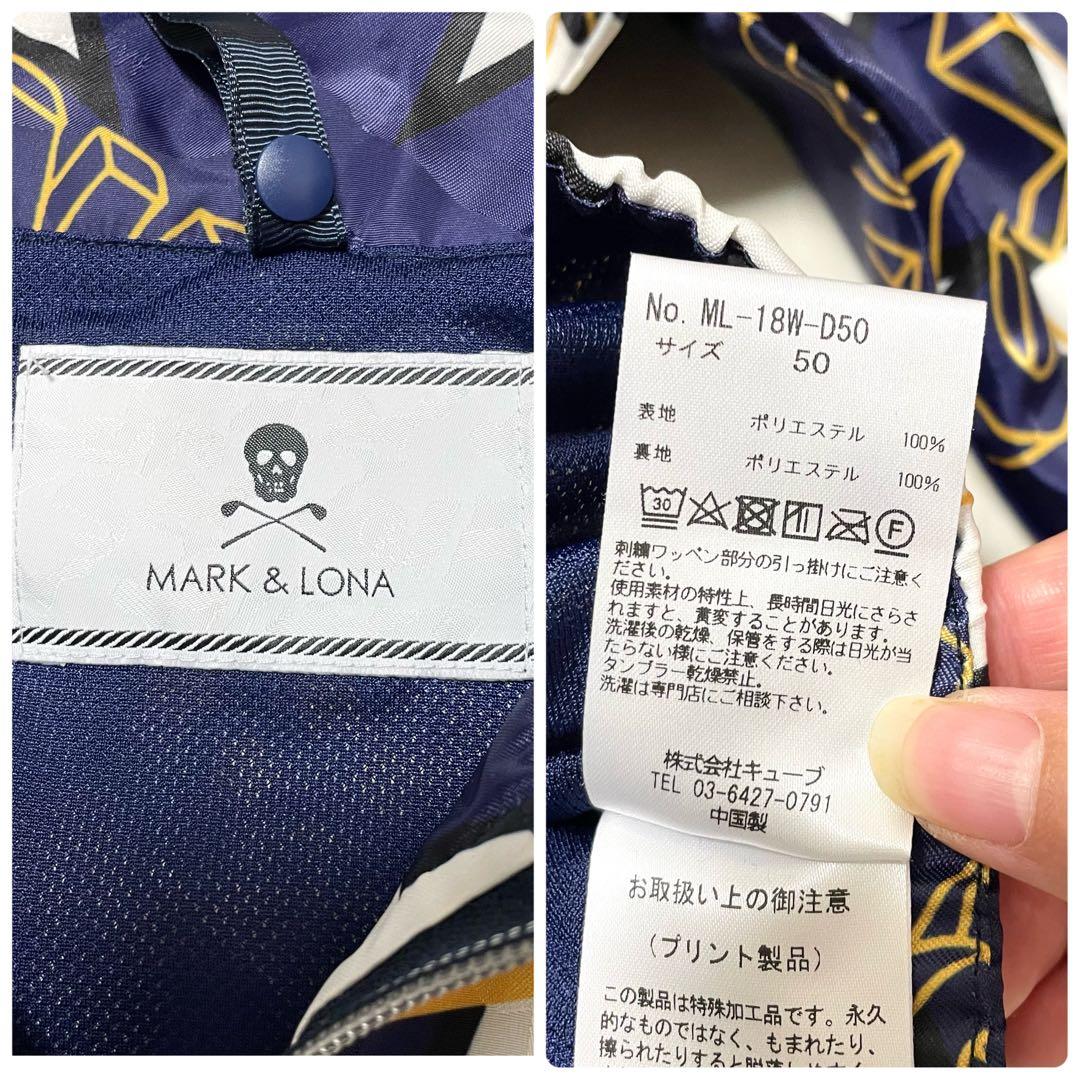 MARK & LONA
No. ML-18W-D50
サイズ 50
表地 ポリエステル 100%
裏地 ポリエステル 100%
30
F
刺繍ワッペン部分の引っ掛けにご注意く
ださい。
使用素材の特性上、長時間日光にさらさ
れますと、黄変することがあります。
洗濯後の乾燥、保管をする際は日光が当
たらない様にご注意ください。
タンブラー乾燥禁止。
洗濯は専門店にご相談下さい。
株式会社キューブ
TEL 03-6427-0791
中国製
お取扱い上の御注意
(プリント製品)
この製品は特殊加工品です。永久
的なものではなく、もまれたり、
擦られたりすると脱落しやすく